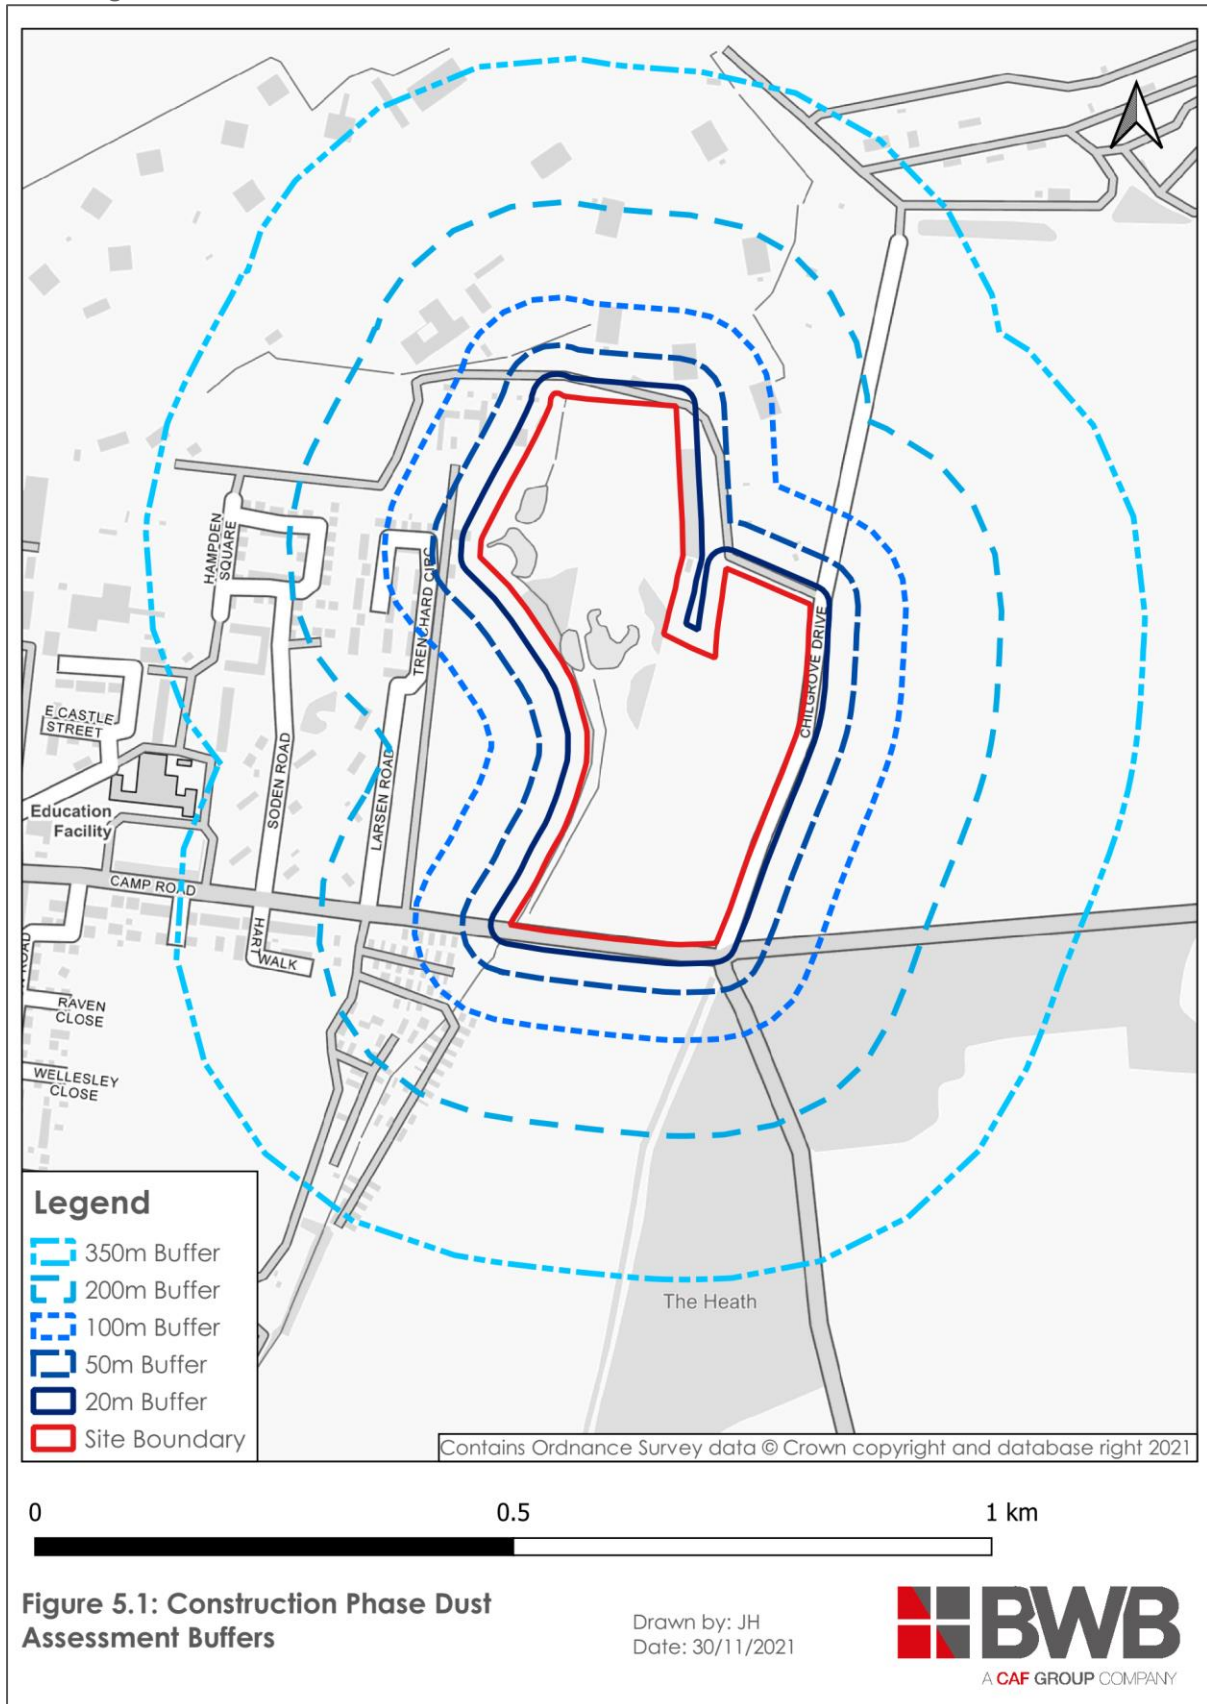 HAMPDEN
SQUARE
TRENCHARD CIRC
CHILGROVE DRIVE
E CASTLE
STREET
SODEN ROAD
LARSEN ROAD
Education
Facility
CAMP ROAD
HART
WALK
RAVEN
CLOSE
WELLESLEY
CLOSE
The Heath
Legend
350m Buffer
200m Buffer
100m Buffer
50m Buffer
20m Buffer
Site Boundary
Contains Ordnance Survey data © Crown copyright and database right 2021
0 0.5 1 km
Figure 5.1: Construction Phase Dust
Assessment Buffers
Drawn by: JH
Date: 30/11/2021
BWB
A CAF GROUP COMPANY